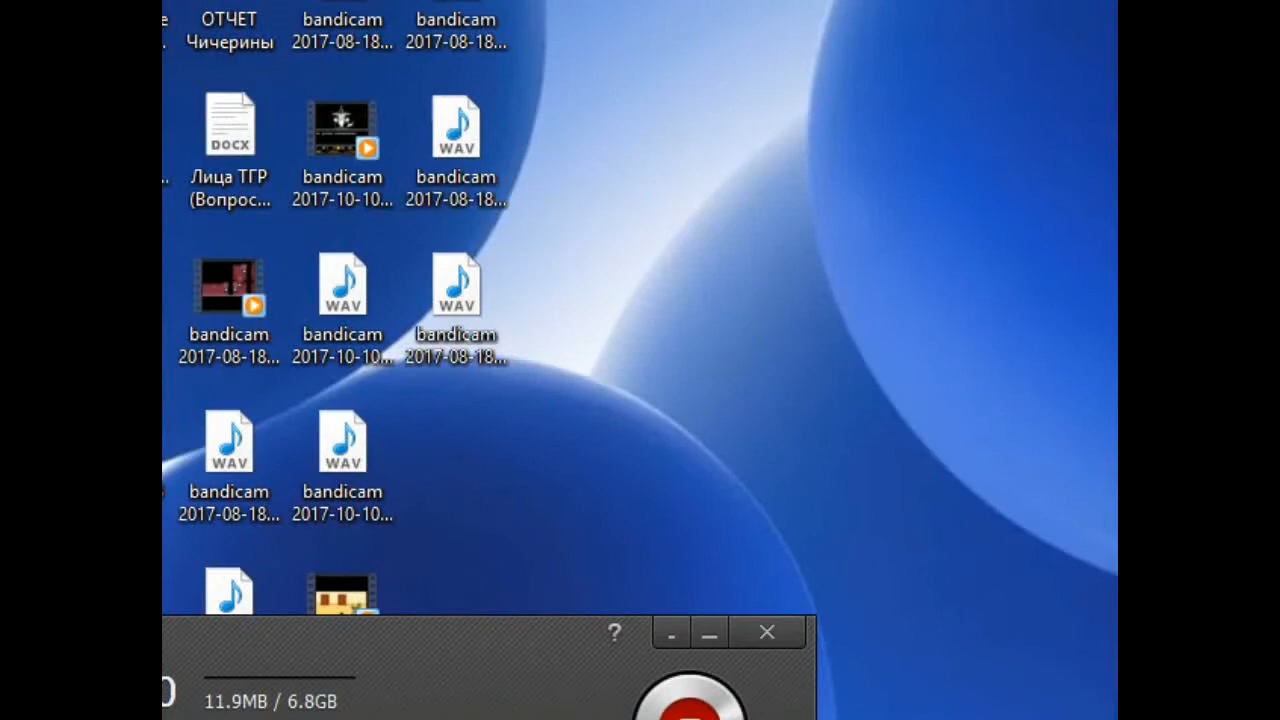 ОТЧЕТ
Чичерины
bandicam
2017-08-18...
bandicam
2017-08-18...
DOCX
Лица ТГР
(Вопрос...
bandicam
2017-10-10...
WAV
bandicam
2017-08-18...
bandicam
2017-08-18...
WAV
bandicam
2017-10-10...
WAV
bandicam
2017-08-18...
WAV
bandicam
2017-08-18...
WAV
bandicam
2017-10-10...
?
11.9MB / 6.8GB